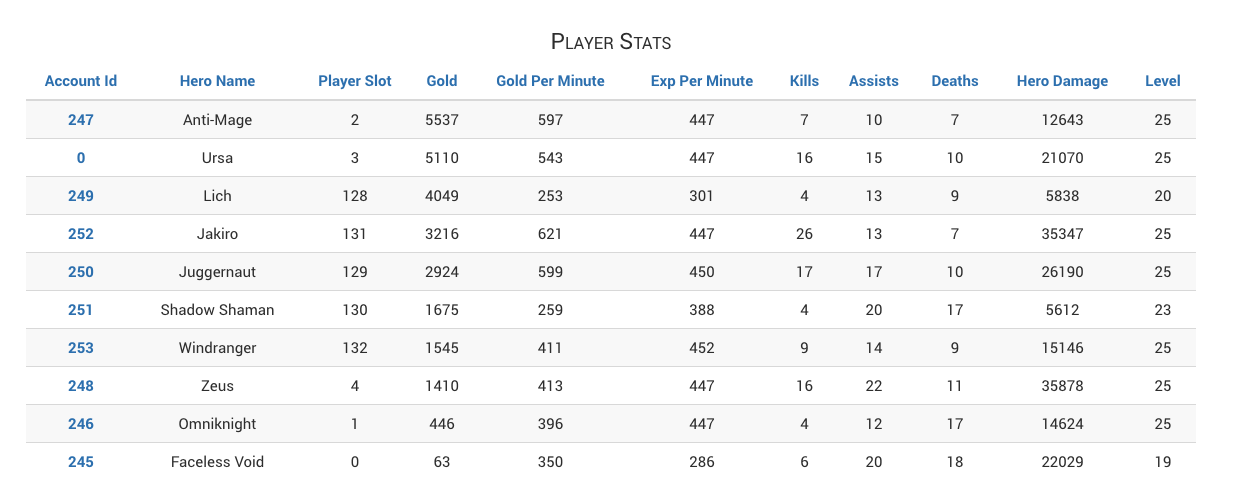 Player Stats
Account Id Hero Name Player Slot Gold Gold Per Minute Exp Per Minute Kills Assists Deaths Hero Damage Level
247 Anti-Mage 2 5537 597 447 7 10 7 12643 25
0 Ursa 3 5110 543 447 16 15 10 21070 25
249 Lich 128 4049 253 301 4 13 9 5838 20
252 Jakiro 131 3216 621 447 26 13 7 35347 25
250 Juggernaut 129 2924 599 450 17 17 10 26190 25
251 Shadow Shaman 130 1675 259 388 4 20 17 5612 23
253 Windranger 132 1545 411 452 9 14 9 15146 25
248 Zeus 4 1410 413 447 16 22 11 35878 25
246 Omniknight 1 446 396 447 4 12 17 14624 25
245 Faceless Void 0 63 350 286 6 20 18 22029 19